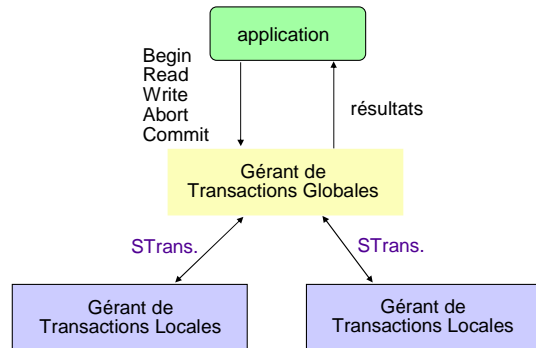 application
Begin
Read
Write
Abort
Commit
résultats
Gérant de
Transactions Globales
STrans.
STrans.
Gérant de
Transactions Locales
Gérant de
Transactions Locales